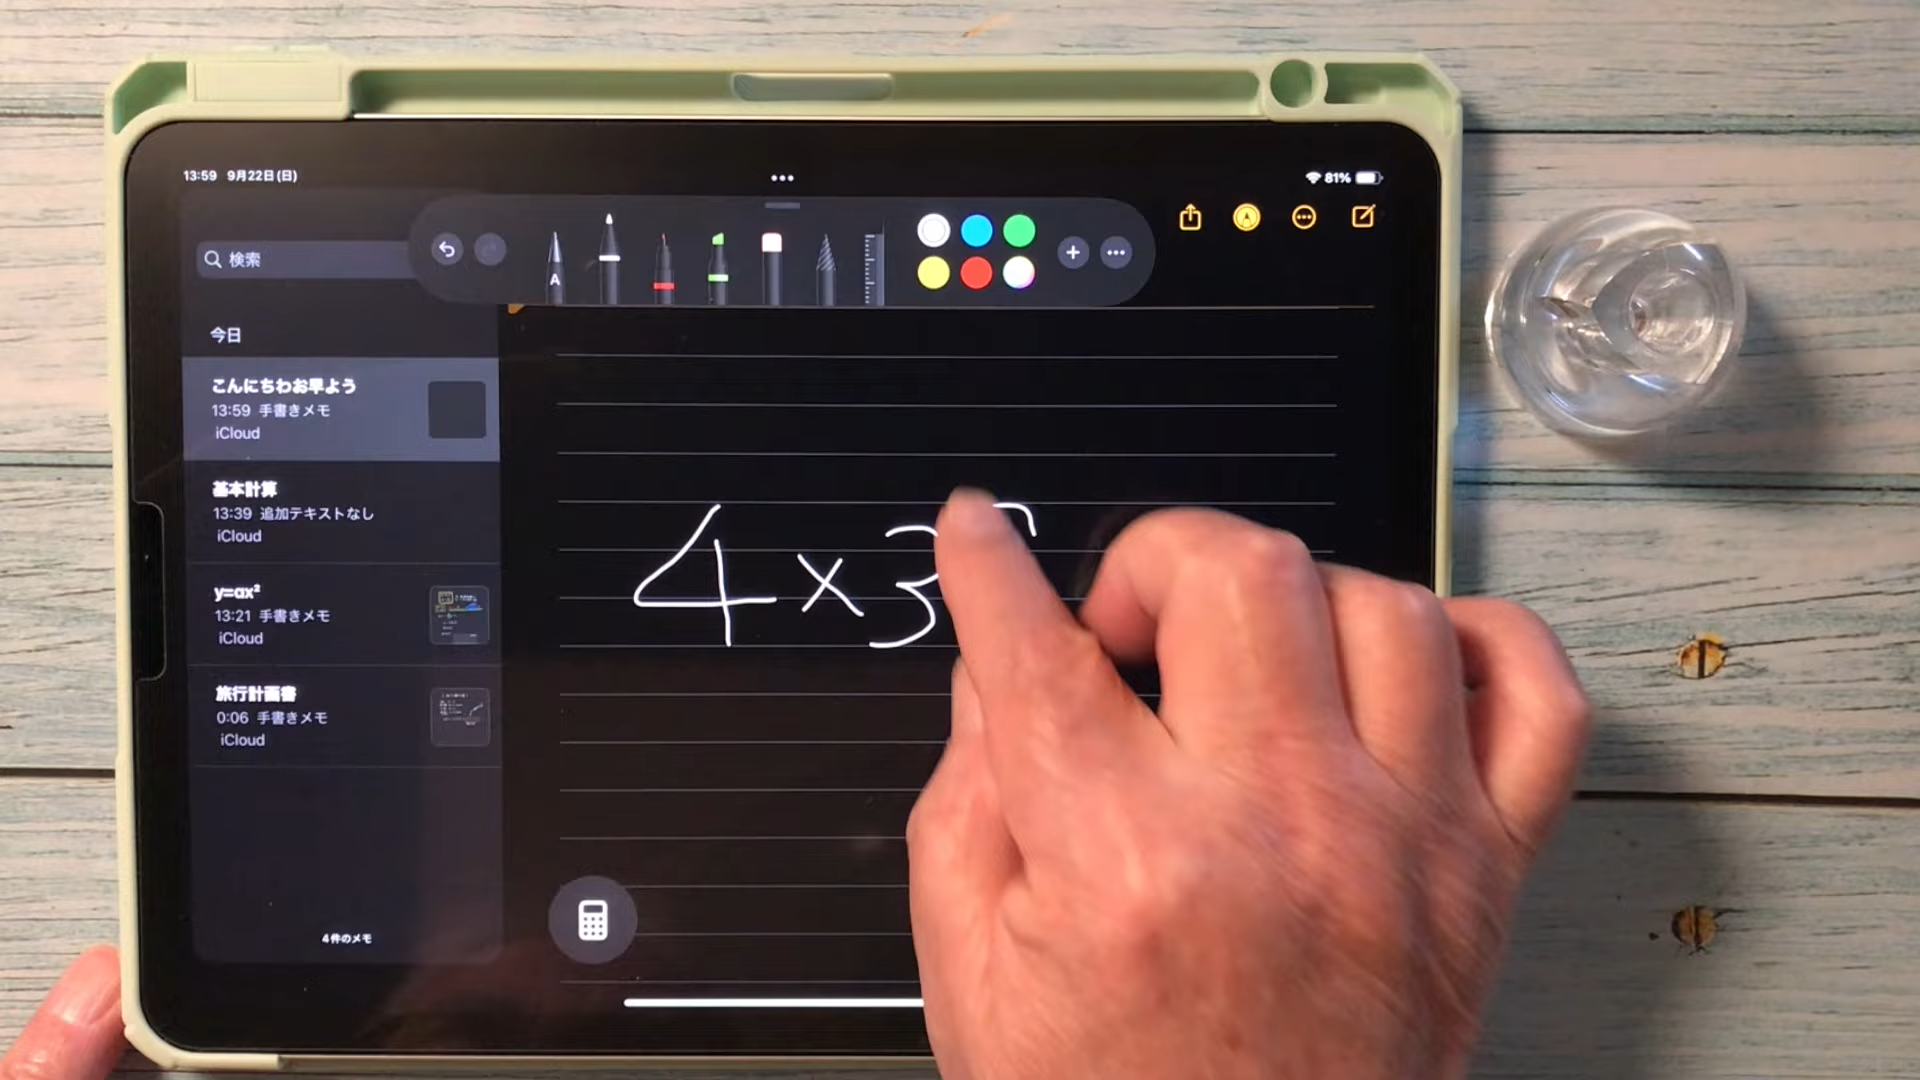 13:59 9月22日(日)
81%
検索
A
今日
こんにちわお早よう
13:59 手書きメモ
iCloud
基本計算
13:39 追加テキストなし
iCloud
y=ax²
13:21 手書きメモ
iCloud
旅行計画書
0:06 手書きメモ
iCloud
4件のメモ
4×3